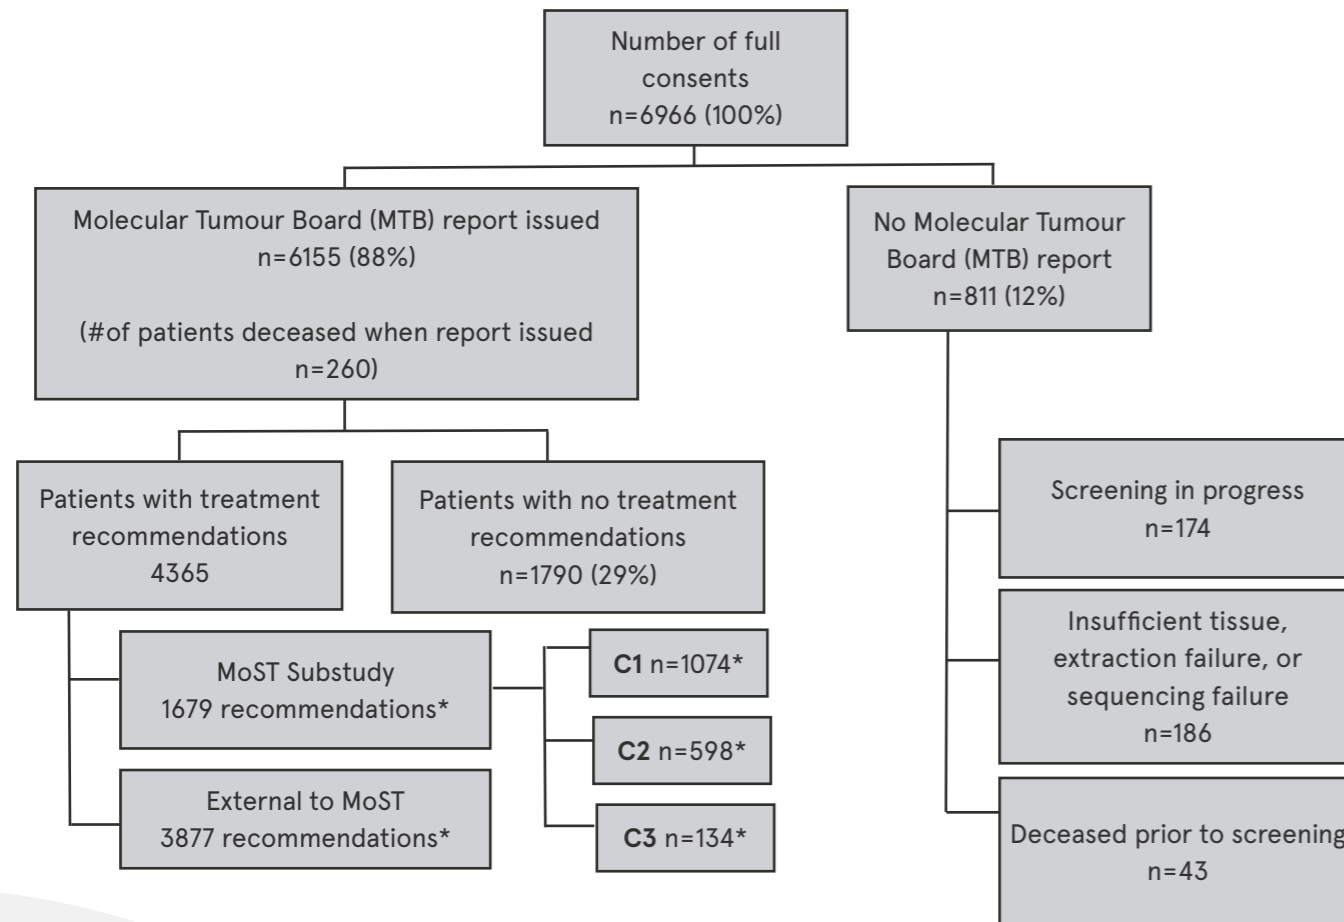 Number of full
consents
n=6966 (100%)
Molecular Tumour Board (MTB) report issued
n=6155 (88%)
(#of patients deceased when report issued
n=260)
No Molecular Tumour
Board (MTB) report
n=811 (12%)
Patients with treatment
recommendations
4365
Patients with no treatment
recommendations
n=1790 (29%)
MoST Substudy
1679 recommendations*
External to MoST
3877 recommendations*
C1 n=1074*
C2 n=598*
C3 n=134*
Screening in progress
n=174
Insufficient tissue,
extraction failure, or
sequencing failure
n=186
Deceased prior to screening
n=43